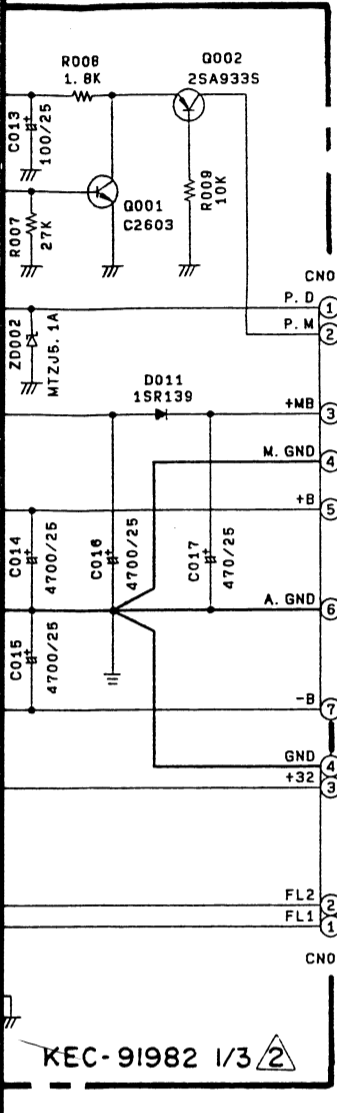 R008
1.8K
Q002
2SA933S
C013
100/25
R007
27K
Q001
C2603
R009
10K
CN0
P.D
1
P.M
2
ZD002
MTZJ5.1A
D011
1SR139
+MB
3
M.GND
4
+B
5
C014
4700/25
C016
4700/25
C017
470/25
A.GND
6
C015
4700/25
-B
7
GND
4
+32
3
FL2
2
FL1
1
CN0
KEC-91982 1/3 2